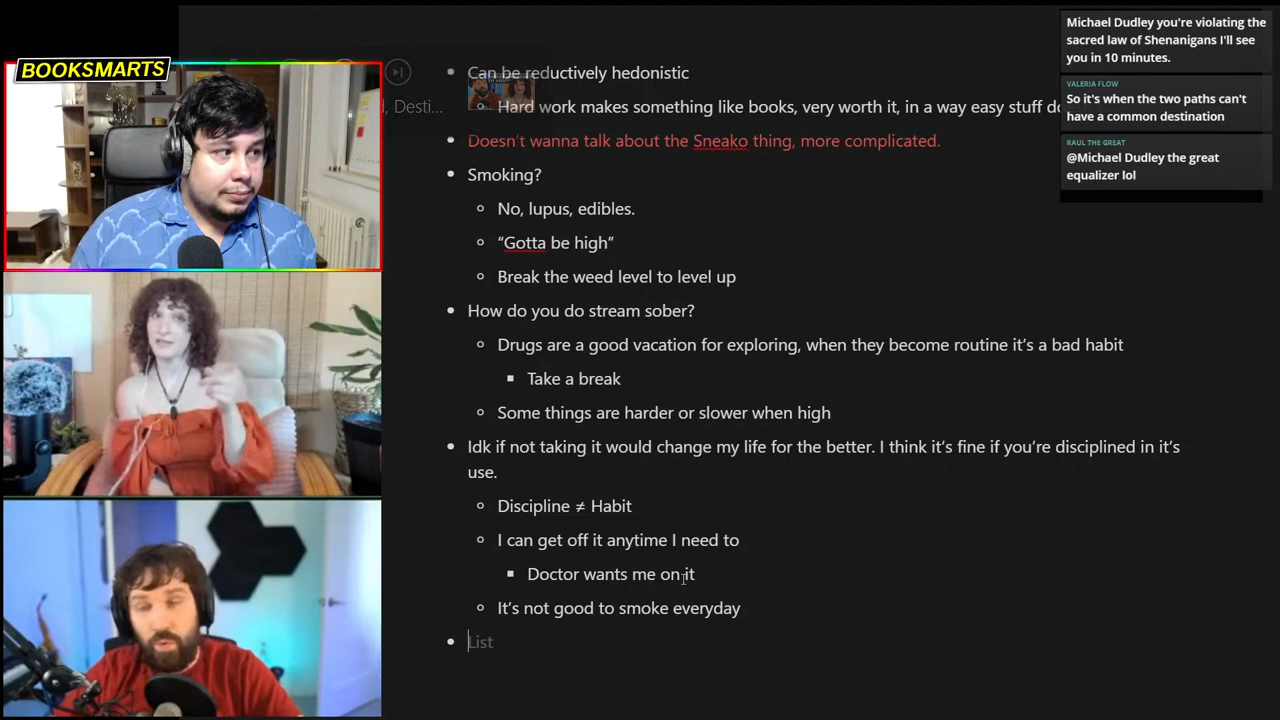 BOOKSMARTS
d, Desti...
Can be reductively hedonistic
Hard work makes something like books, very worth it, in a way easy stuff do
Doesn't wanna talk about the Sneako thing, more complicated.
Smoking?
No, lupus, edibles.
“Gotta be high”
Break the weed level to level up
How do you do stream sober?
Drugs are a good vacation for exploring, when they become routine it’s a bad habit
Take a break
Some things are harder or slower when high
Idk if not taking it would change my life for the better. I think it’s fine if you’re disciplined in it’s
use.
Discipline ≠ Habit
I can get off it anytime I need to
Doctor wants me on it
It’s not good to smoke everyday
List
Michael Dudley you're violating the
sacred law of Shenanigans I'll see
you in 10 minutes.
VALERIA FLOW
So it's when the two paths can't
have a common destination
RAUL THE GREAT
@Michael Dudley the great
equalizer lol